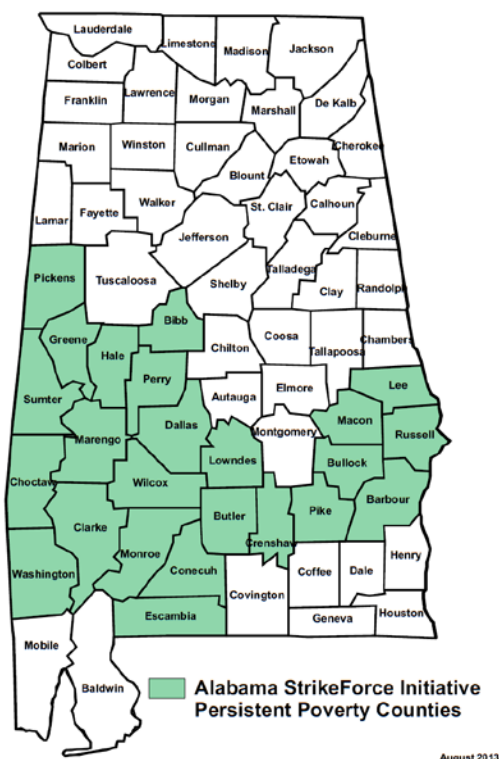 Lauderdale
Limestone
Madison
Jackson
Colbert
Lawrence
Franklin
Morgan
Marshall
De Kalb
Cherokee
Marion
Winston
Cullman
Blount
Etowah
Lamar
Fayette
Walker
Jefferson
St. Clair
Calhoun
Cleburne
Pickens
Tuscaloosa
Shelby
Talladega
Clay
Randolph
Greene
Hale
Bibb
Chilton
Coosa
Tallapoosa
Chambers
Sumter
Perry
Autauga
Elmore
Lee
Marengo
Dallas
Lowndes
Montgomery
Macon
Russell
Choctaw
Wilcox
Bullock
Clarke
Butler
Crenshaw
Pike
Barbour
Washington
Monroe
Conecuh
Covington
Coffee
Dale
Henry
Escambia
Geneva
Houston
Mobile
Baldwin
Alabama StrikeForce Initiative
Persistent Poverty Counties
August 2013